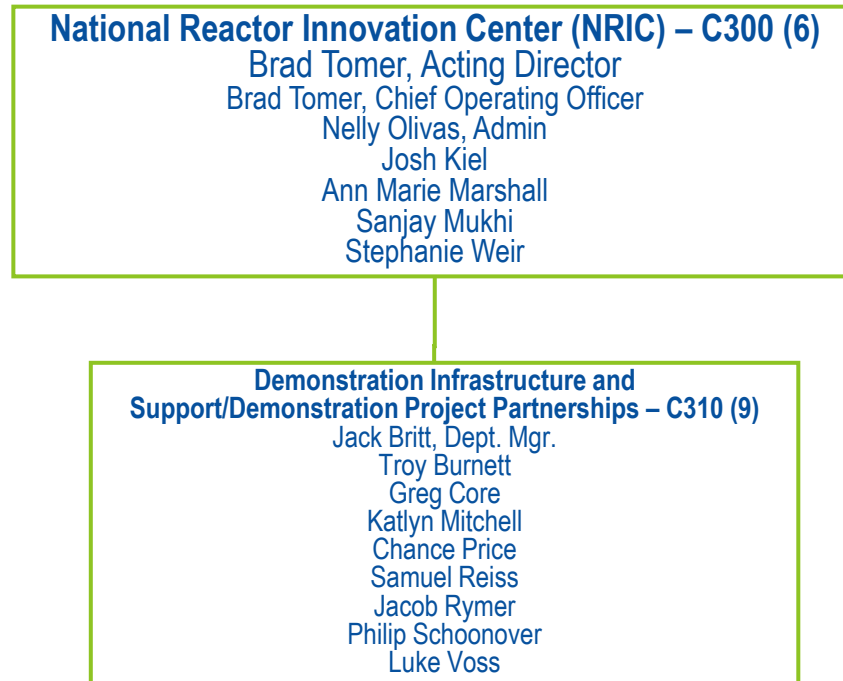 National Reactor Innovation Center (NRIC) – C300 (6)
Brad Tomer, Acting Director
Brad Tomer, Chief Operating Officer
Nelly Olivas, Admin
Josh Kiel
Ann Marie Marshall
Sanjay Mukhi
Stephanie Weir
Demonstration Infrastructure and
Support/Demonstration Project Partnerships – C310 (9)
Jack Britt, Dept. Mgr.
Troy Burnett
Greg Core
Katlyn Mitchell
Chance Price
Samuel Reiss
Jacob Rymer
Philip Schoonover
Luke Voss